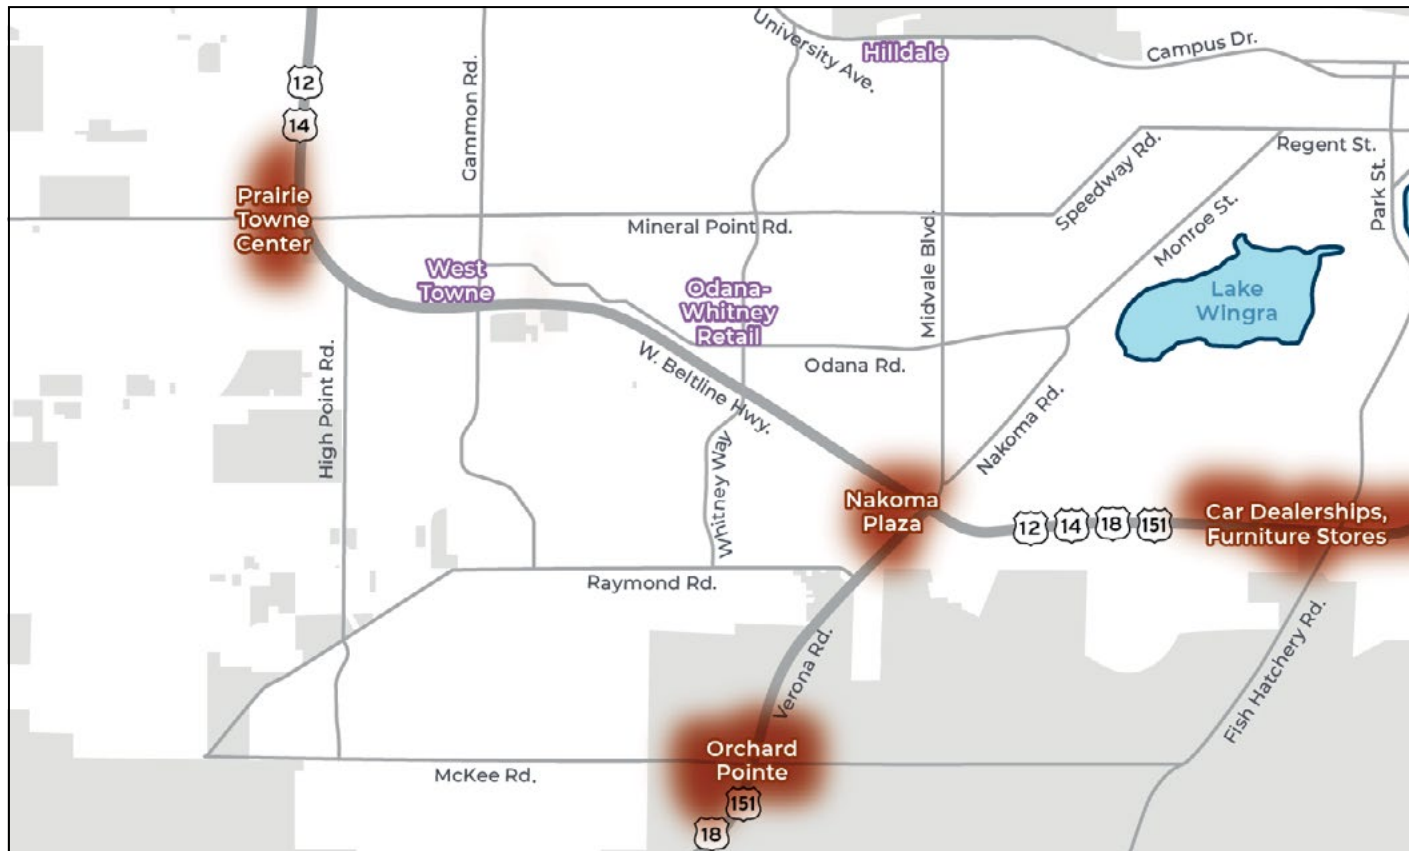 University Ave.
Hilldale
Campus Dr.
12
14
Gammon Rd.
Speedway Rd.
Regent St.
Park St.
Prairie
Towne
Center
Mineral Point Rd.
Midvale Blvd.
Monroe St.
West
Towne
Odana-
Whitney
Retail
Lake
Wingra
W. Beltline Hwy.
Odana Rd.
High Point Rd.
Whitney Way
Nakoma Rd.
Nakoma
Plaza
12
14
18
151
Car Dealerships,
Furniture Stores
Raymond Rd.
Verona Rd.
Fish Hatchery Rd.
Orchard
Pointe
McKee Rd.
151
18